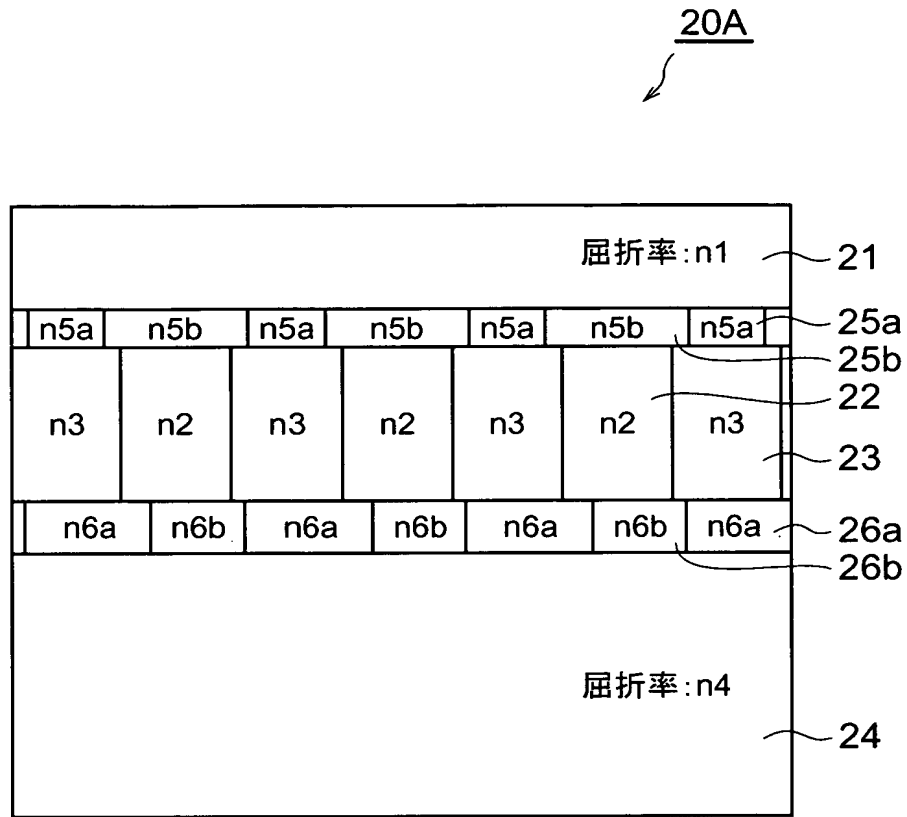 20A
屈折率:n1
21
n5a n5b n5a n5b n5a n5b n5a
25a
25b
22
n3 n2 n3 n2 n3 n2 n3
23
n6a n6b n6a n6b n6a n6b n6a
26a
26b
屈折率:n4
24